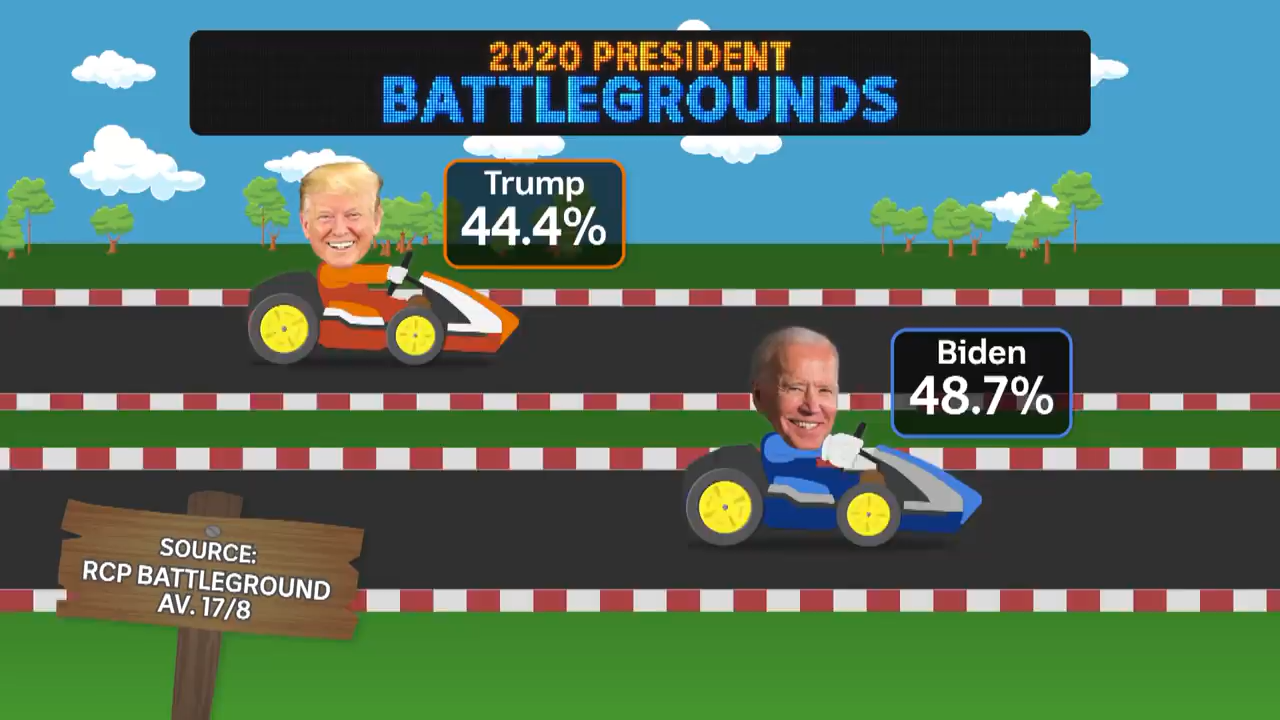 2020 PRESIDENT
BATTLEGROUNDS
Trump
44.4%
Biden
48.7%
SOURCE:
RCP BATTLEGROUND
AV. 17/8